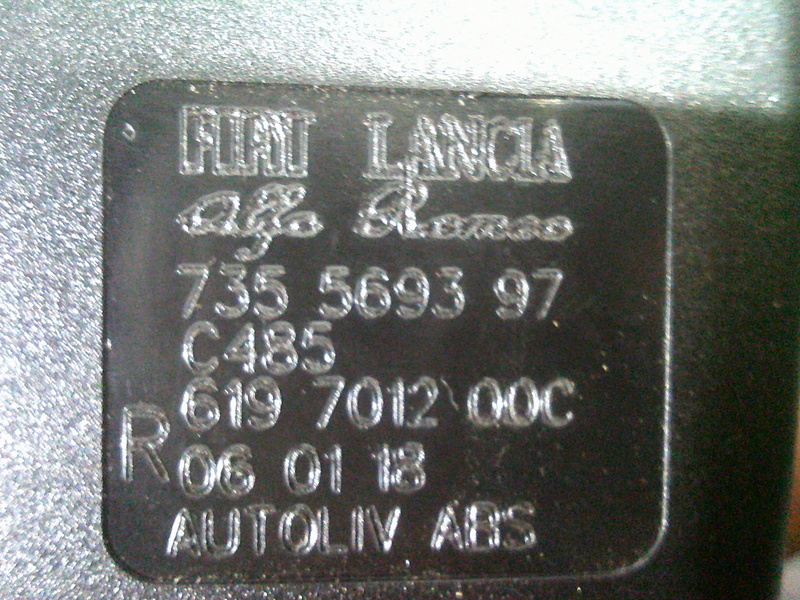 FIAT LANCIA
Alfa Romeo
735 5693 97
C485
619 7012 00C
R
06 01 18
AUTOLIV ABS